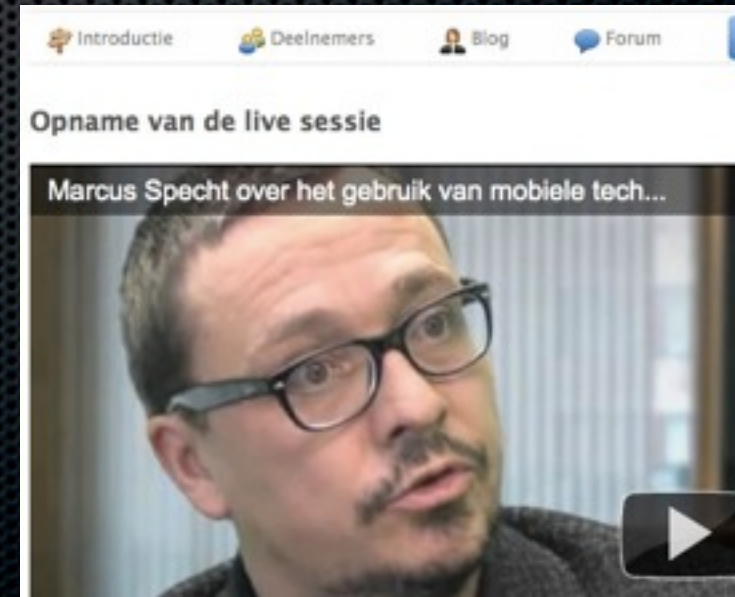 Introductie Deelnemers Blog Forum
Opname van de live sessie
Marcus Specht over het gebruik van mobiele tech...